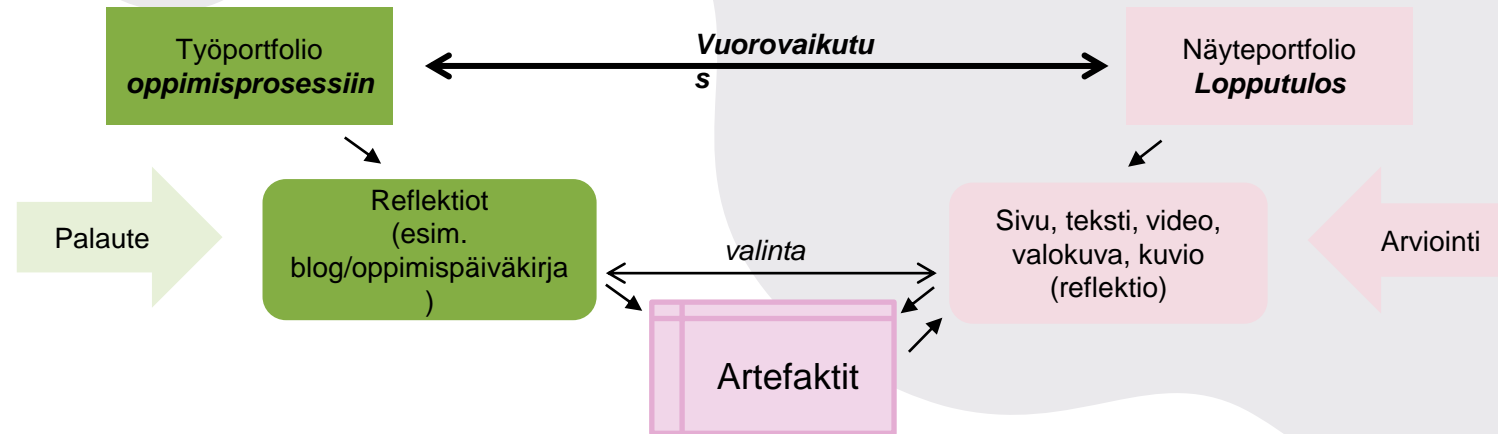 Työportfolio
oppimisprosessiin
Vuorovaikutu
s
Näyteportfolio
Lopputulos
Palaute
Reflektiot
(esim.
blog/oppimispäiväkirja
)
valinta
Sivu, teksti, video,
valokuva, kuvio
(reflektio)
Arviointi
Artefaktit